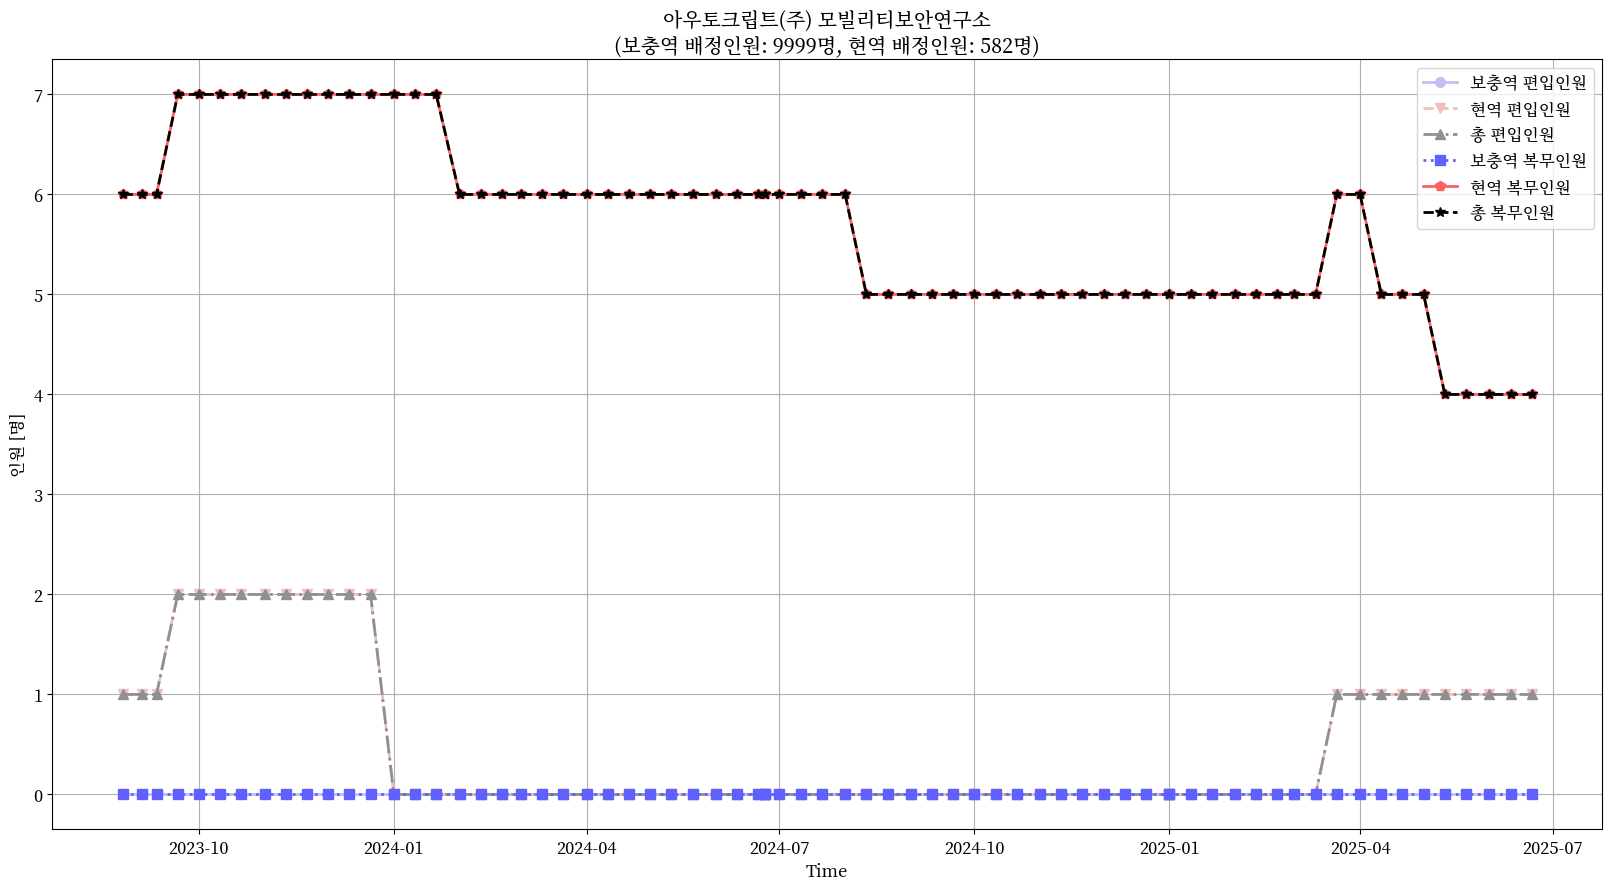 아우토크립트(주) 모빌리티보안연구소
(보충역 배정인원: 9999명, 현역 배정인원: 582명)
보충역 편입인원
현역 편입인원
총 편입인원
보충역 복무인원
현역 복무인원
총 복무인원
인원 [명]
7
6
5
4
3
2
1
0
2023-10
2024-01
2024-04
2024-07
2024-10
2025-01
2025-04
2025-07
Time